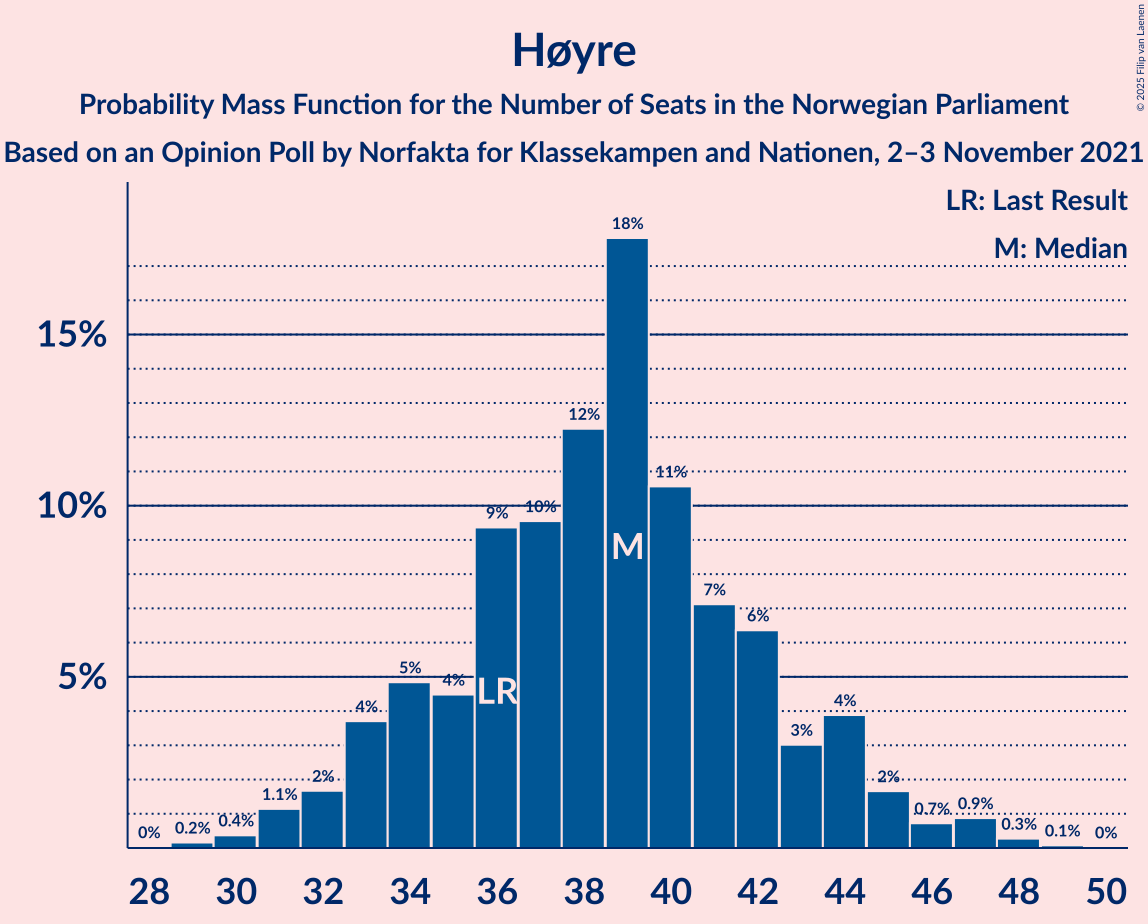 Høyre
Probability Mass Function for the Number of Seats in the Norwegian Parliament
Based on an Opinion Poll by Norfakta for Klassekampen and Nationen, 2–3 November 2021
© 2025 Filip van Laenen
LR: Last Result
M: Median
15%
10%
5%
0%
0.2%
0.4%
1.1%
2%
4%
5%
4%
9%
10%
12%
18%
11%
7%
6%
3%
4%
2%
0.7%
0.9%
0.3%
0.1%
0%
LR
M
28 30 32 34 36 38 40 42 44 46 48 50